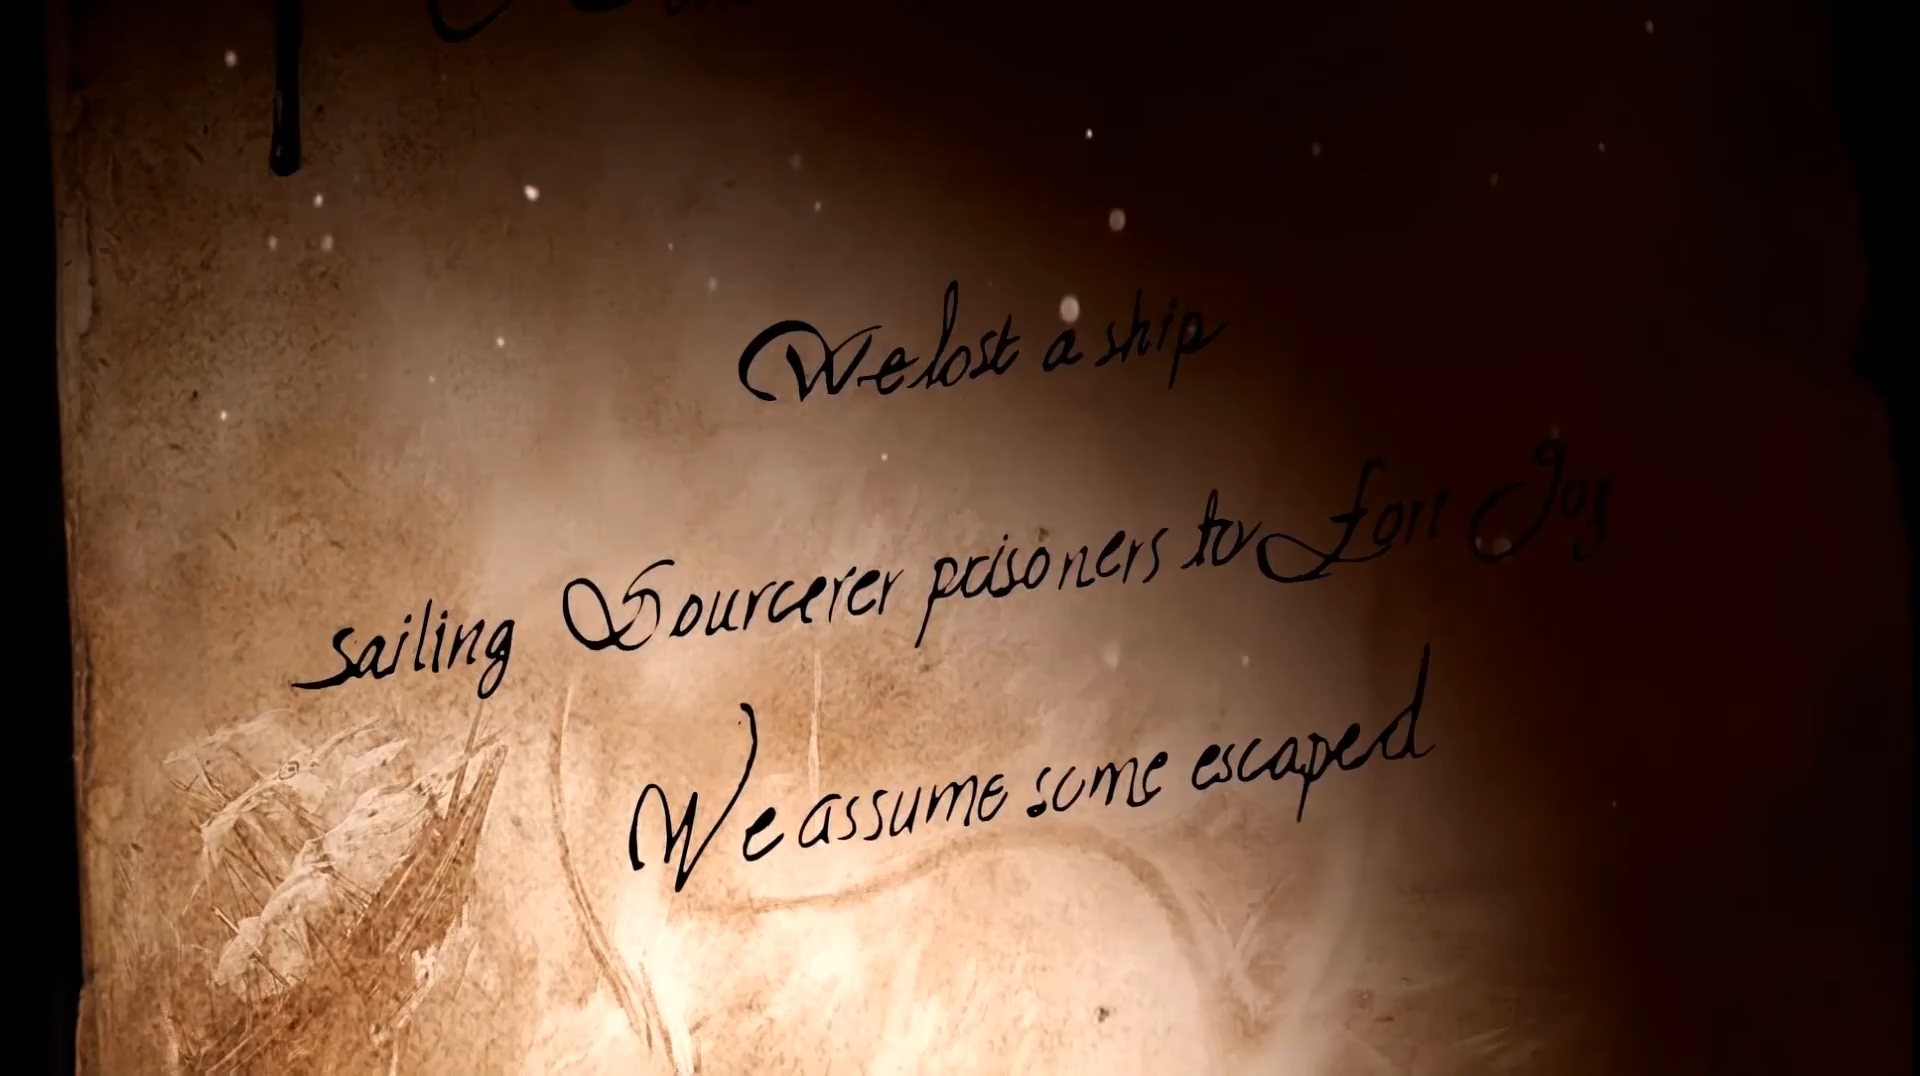 We lost a ship
sailing Sourcerer prisoners to Fort Joy
We assume some escaped